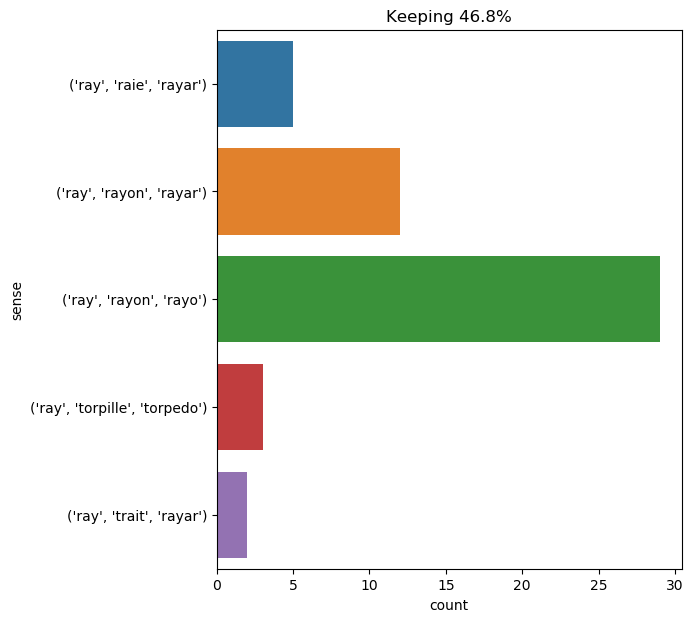 Keeping 46.8%
('ray', 'raie', 'rayar')
('ray', 'rayon', 'rayar')
('ray', 'rayon', 'rayo')
('ray', 'torpille', 'torpedo')
('ray', 'trait', 'rayar')
sense
0 5 10 15 20 25 30
count